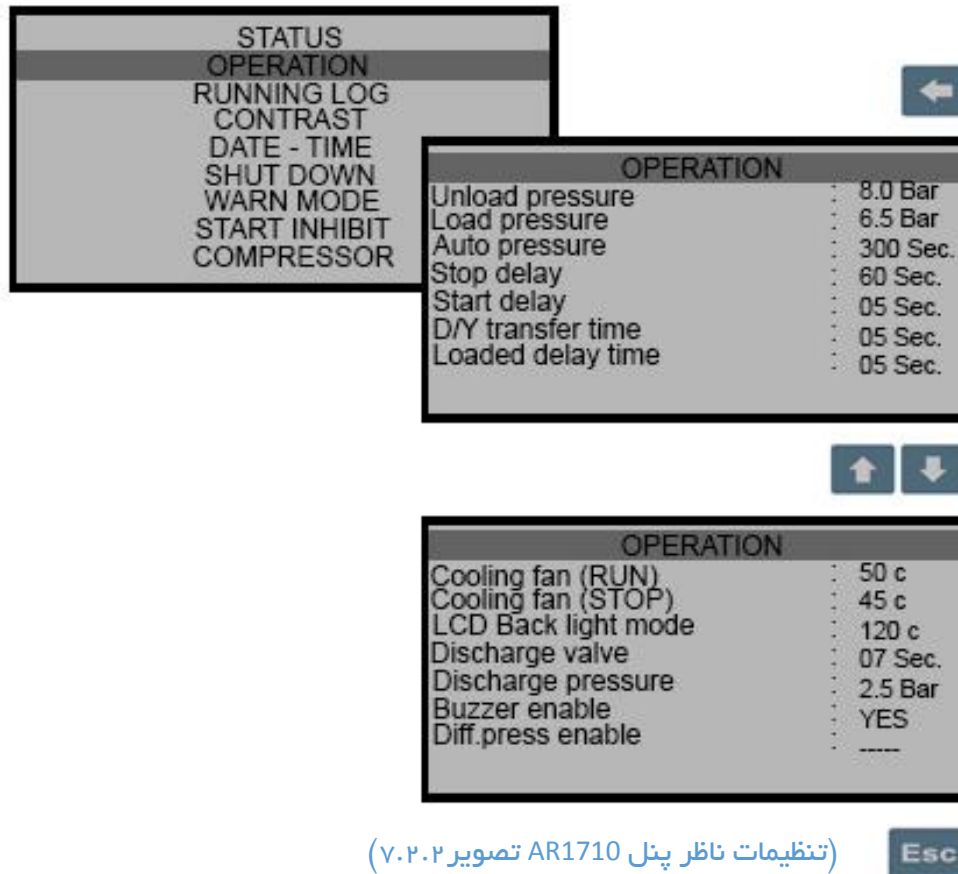 STATUS
OPERATION
RUNNING LOG
CONTRAST
DATE - TIME
SHUT DOWN
WARN MODE
START INHIBIT
COMPRESSOR
OPERATION
Unload pressure : 8.0 Bar
Load pressure : 6.5 Bar
Auto pressure : 300 Sec.
Stop delay : 60 Sec.
Start delay : 05 Sec.
D/Y transfer time : 05 Sec.
Loaded delay time : 05 Sec.
OPERATION
Cooling fan (RUN) : 50 c
Cooling fan (STOP) : 45 c
LCD Back light mode : 120 c
Discharge valve : 07 Sec.
Discharge pressure : 2.5 Bar
Buzzer enable : YES
Diff.press enable : -----
(تنظیمات ناظر پنل AR1710 تصویر ۷.۲.۲)
Esc